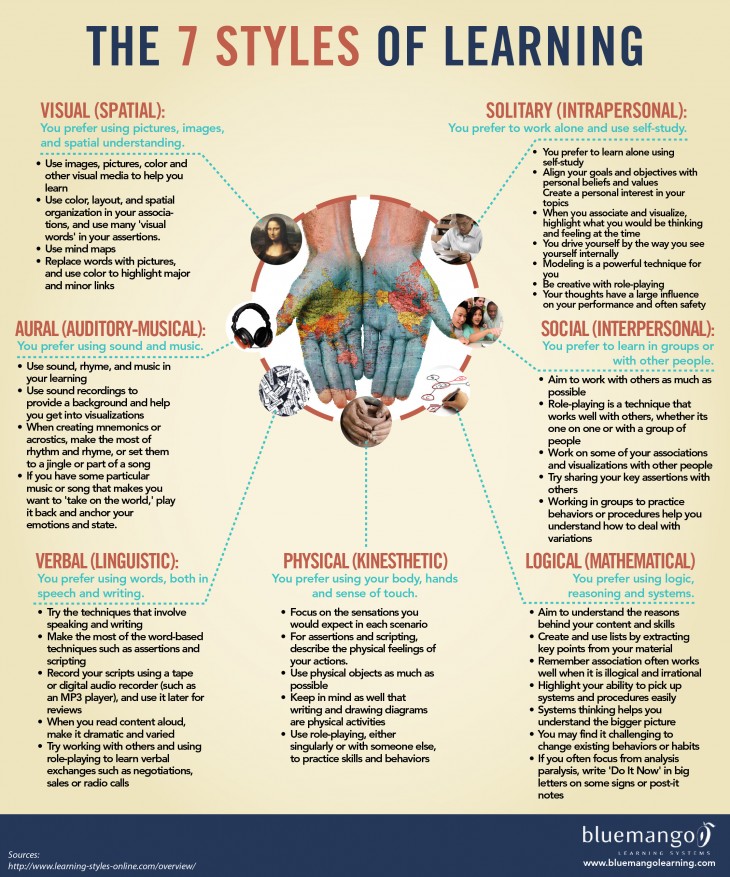 THE 7 STYLES OF LEARNING
VISUAL (SPATIAL):
You prefer using pictures, images,
and spatial understanding.
• Use images, pictures, color and
other visual media to help you
learn
• Use color, layout, and spatial
organization in your associa-
tions, and use many 'visual
words' in your assertions.
• Use mind maps
• Replace words with pictures,
and use color to highlight major
and minor links
SOLITARY (INTRAPERSONAL):
You prefer to work alone and use self-study.
• You prefer to learn alone using
self-study
• Align your goals and objectives with
personal beliefs and values
Create a personal interest in your
topics
• When you associate and visualize,
highlight what you would be thinking
and feeling at the time
• You drive yourself by the way you see
yourself internally
• Modeling is a powerful technique for
you
• Be creative with role-playing
• Your thoughts have a large influence
on your performance and often safety
AURAL (AUDITORY-MUSICAL):
You prefer using sound and music.
• Use sound, rhyme, and music in
your learning
• Use sound recordings to
provide a background and help
you get into visualizations
• When creating mnemonics or
acrostics, make the most of
rhythm and rhyme, or set them
to a jingle or part of a song
• If you have some particular
music or song that makes you
want to 'take on the world,' play
it back and anchor your
emotions and state.
SOCIAL (INTERPERSONAL):
You prefer to learn in groups or
with other people.
• Aim to work with others as much as
possible
• Role-playing is a technique that
works well with others, whether its
one on one or with a group of
people
• Work on some of your associations
and visualizations with other people
• Try sharing your key assertions with
others
• Working in groups to practice
behaviors or procedures help you
understand how to deal with
variations
VERBAL (LINGUISTIC):
You prefer using words, both in
speech and writing.
• Try the techniques that involve
speaking and writing
• Make the most of the word-based
techniques such as assertions and
scripting
• Record your scripts using a tape
or digital audio recorder (such as
an MP3 player), and use it later for
reviews
• When you read content aloud,
make it dramatic and varied
• Try working with others and using
role-playing to learn verbal
exchanges such as negotiations,
sales or radio calls
PHYSICAL (KINESTHETIC)
You prefer using your body, hands
and sense of touch.
• Focus on the sensations you
would expect in each scenario
• For assertions and scripting,
describe the physical feelings of
your actions.
• Use physical objects as much as
possible
• Keep in mind as well that
writing and drawing diagrams
are physical activities
• Use role-playing, either
singularly or with someone else,
to practice skills and behaviors
LOGICAL (MATHEMATICAL)
You prefer using logic,
reasoning and systems.
• Aim to understand the reasons
behind your content and skills
• Create and use lists by extracting
key points from your material
• Remember association often works
well when it is illogical and irrational
• Highlight your ability to pick up
systems and procedures easily
• Systems thinking helps you
understand the bigger picture
• You may find it challenging to
change existing behaviors or habits
• If you often focus from analysis
paralysis, write 'Do It Now' in big
letters on some signs or post-it
notes
Sources:
http://www.learning-styles-online.com/overview/
bluemango
LEARNING SYSTEMS
www.bluemangolearning.com